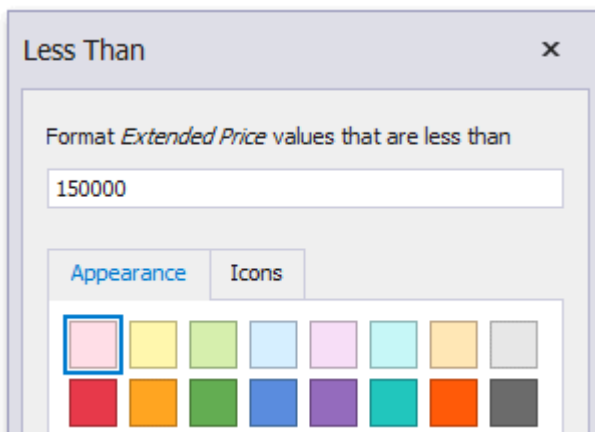 Less Than
Format Extended Price values that are less than
150000
Appearance Icons